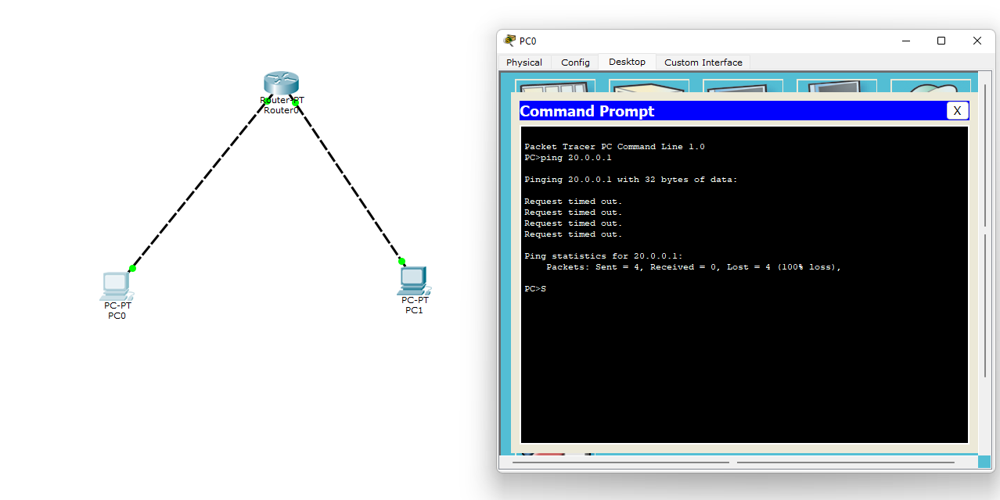 Router-PT
Router0
PC-PT
PC0
PC-PT
PC1
PC0
Physical Config Desktop Custom Interface
Command Prompt X
Packet Tracer PC Command Line 1.0
PC>ping 20.0.0.1
Pinging 20.0.0.1 with 32 bytes of data:
Request timed out.
Request timed out.
Request timed out.
Request timed out.
Ping statistics for 20.0.0.1:
Packets: Sent = 4, Received = 0, Lost = 4 (100% loss),
PC>S